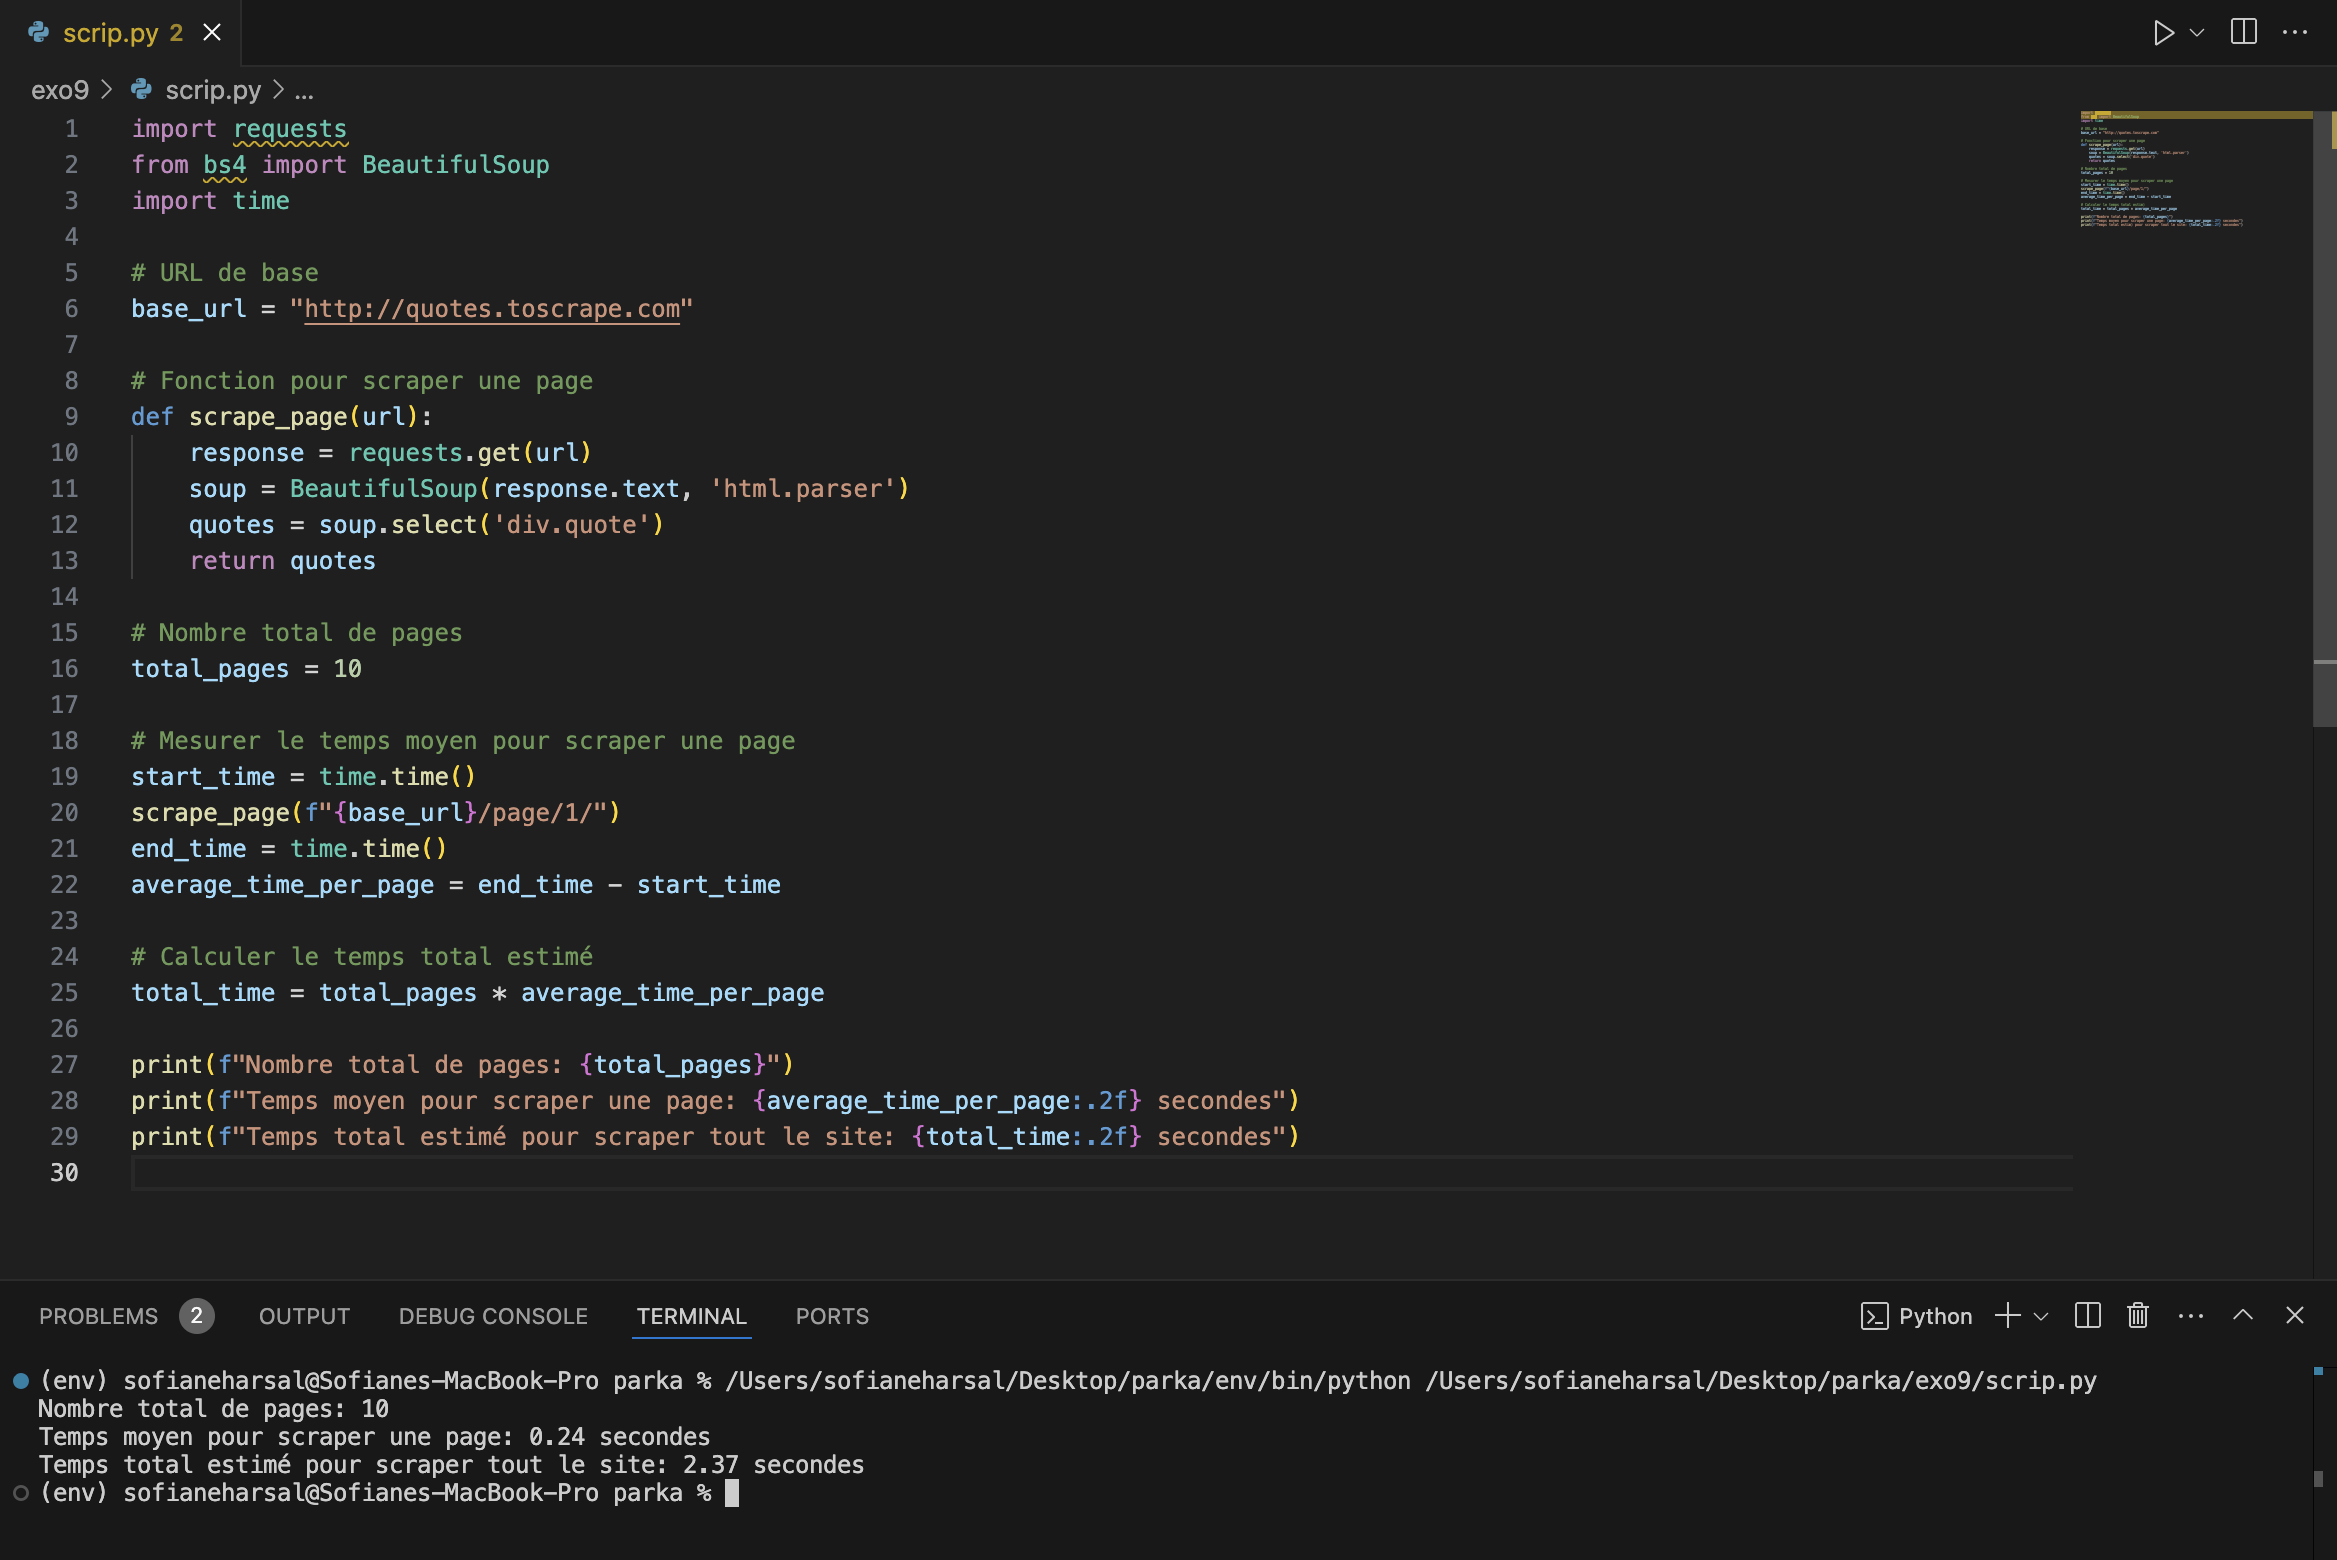 scrip.py 2
exo9 > scrip.py > ...
1 import requests
2 from bs4 import BeautifulSoup
3 import time
4
5 # URL de base
6 base_url = "http://quotes.toscrape.com"
7
8 # Fonction pour scraper une page
9 def scrape_page(url):
10     response = requests.get(url)
11     soup = BeautifulSoup(response.text, 'html.parser')
12     quotes = soup.select('div.quote')
13     return quotes
14
15 # Nombre total de pages
16 total_pages = 10
17
18 # Mesurer le temps moyen pour scraper une page
19 start_time = time.time()
20 scrape_page(f"{base_url}/page/1/")
21 end_time = time.time()
22 average_time_per_page = end_time - start_time
23
24 # Calculer le temps total estimé
25 total_time = total_pages * average_time_per_page
26
27 print(f"Nombre total de pages: {total_pages}")
28 print(f"Temps moyen pour scraper une page: {average_time_per_page:.2f} secondes")
29 print(f"Temps total estimé pour scraper tout le site: {total_time:.2f} secondes")
30
PROBLEMS 2 OUTPUT DEBUG CONSOLE TERMINAL PORTS Python
(env) sofianeharsal@Sofianes-MacBook-Pro parka % /Users/sofianeharsal/Desktop/parka/env/bin/python /Users/sofianeharsal/Desktop/parka/exo9/scrip.py
Nombre total de pages: 10
Temps moyen pour scraper une page: 0.24 secondes
Temps total estimé pour scraper tout le site: 2.37 secondes
(env) sofianeharsal@Sofianes-MacBook-Pro parka %